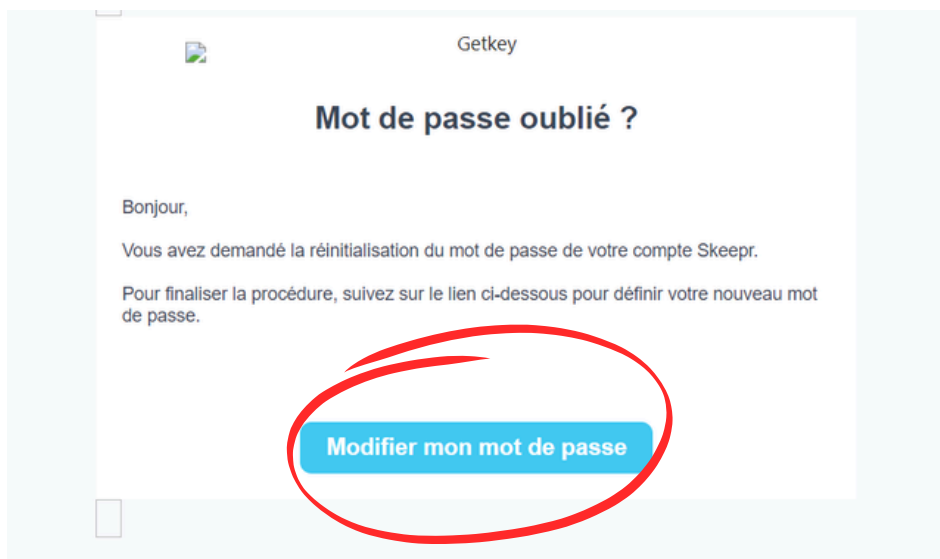 Getkey
Mot de passe oublié ?
Bonjour,
Vous avez demandé la réinitialisation du mot de passe de votre compte Skeepr.
Pour finaliser la procédure, suivez sur le lien ci-dessous pour définir votre nouveau mot
de passe.
Modifier mon mot de passe